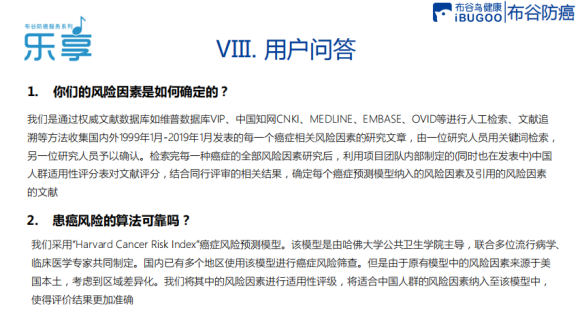 布谷鸟健康
iBUGOO
布谷防癌
布谷防癌服务系列
乐享
VIII. 用户问答
1. 你们的风险因素是如何确定的？
我们是通过权威文献数据库如维普数据库VIP、中国知网CNKI、MEDLINE、EMBASE、OVID等进行人工检索、文献追
溯等方法收集国内外1999年1月-2019年1月发表的每一个癌症相关风险因素的研究文章，由一位研究人员用关键词检索，
另一位研究人员予以确认。检索完每一种癌症的全部风险因素研究后，利用项目团队内部制定的(同时也在发表中)中国
人群适用性评分表对文献评分，结合同行评审的相关结果，确定每个癌症预测模型纳入的风险因素及引用的风险因素
的文献
2. 患癌风险的算法可靠吗？
我们采用"Harvard Cancer Risk Index"癌症风险预测模型。该模型是由哈佛大学公共卫生学院主导，联合多位流行病学、
临床医学专家共同制定。国内已有多个地区使用该模型进行癌症风险筛查。但是由于原有模型中的风险因素来源于美
国本土，考虑到区域差异化。我们将其中的风险因素进行适用性评级，将适合中国人群的风险因素纳入至该模型中，
使得评价结果更加准确